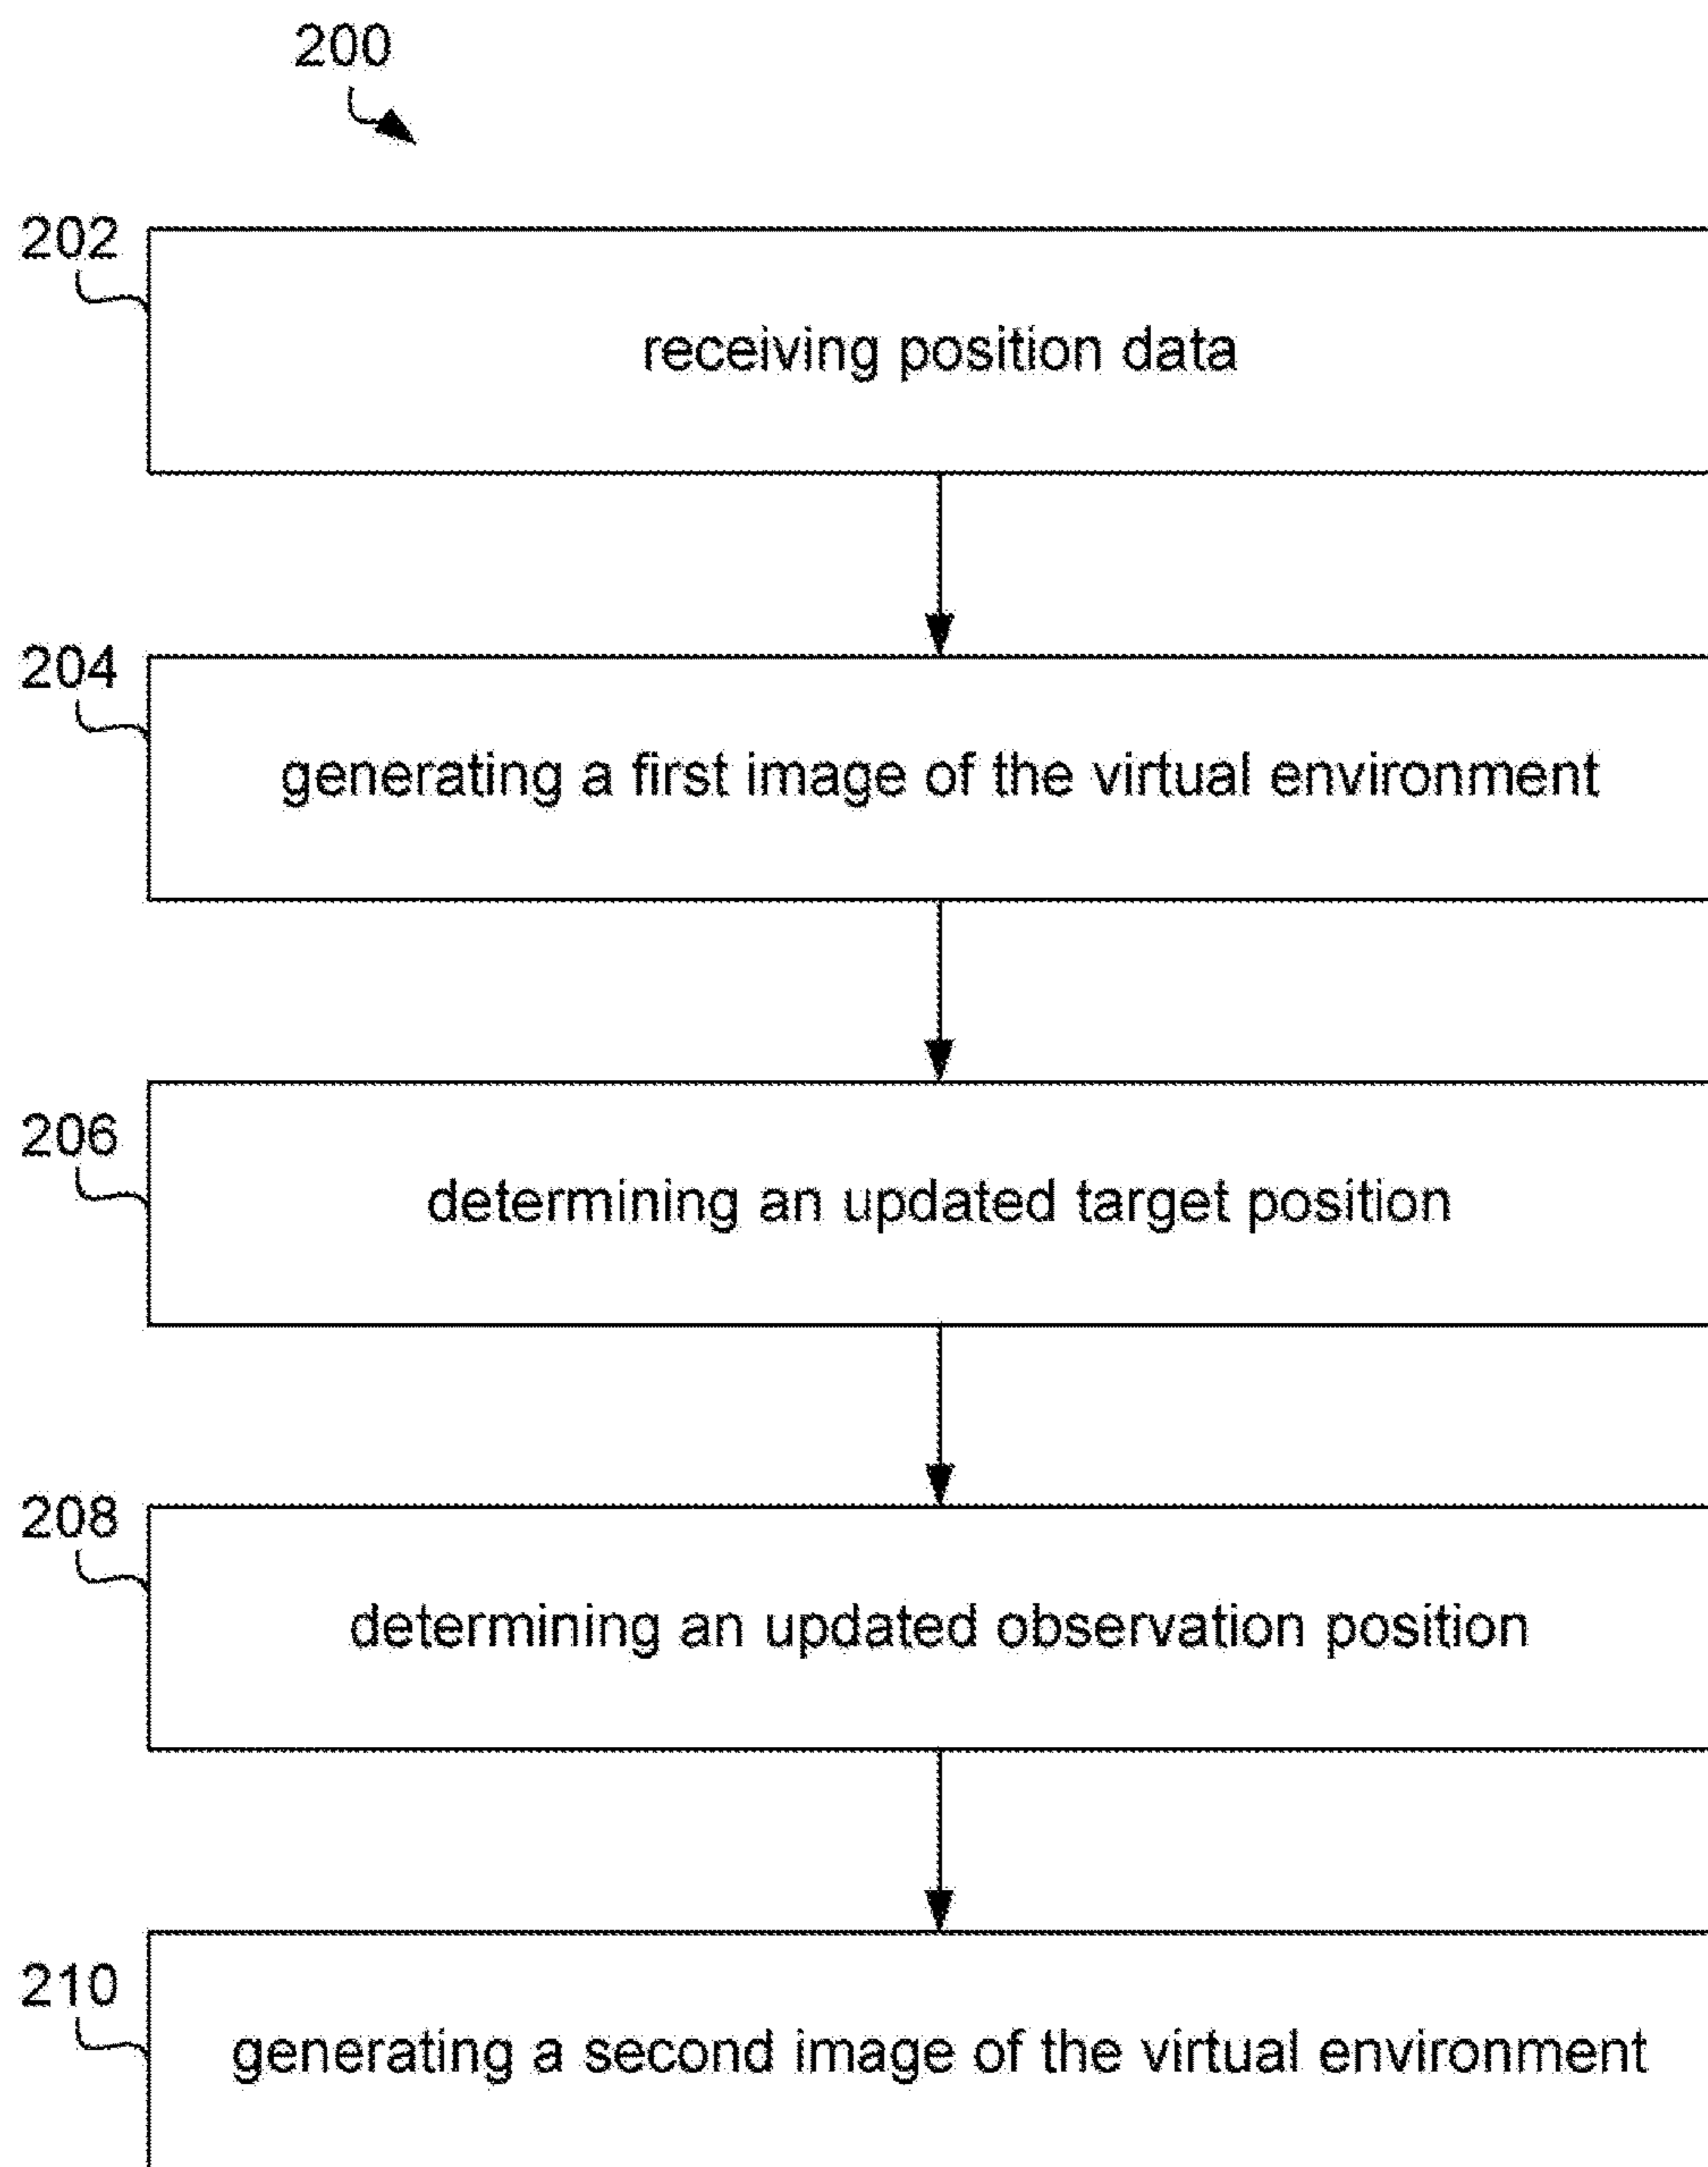 200
202
receiving position data
204
generating a first image of the virtual environment
206
determining an updated target position
208
determining an updated observation position
210
generating a second image of the virtual environment